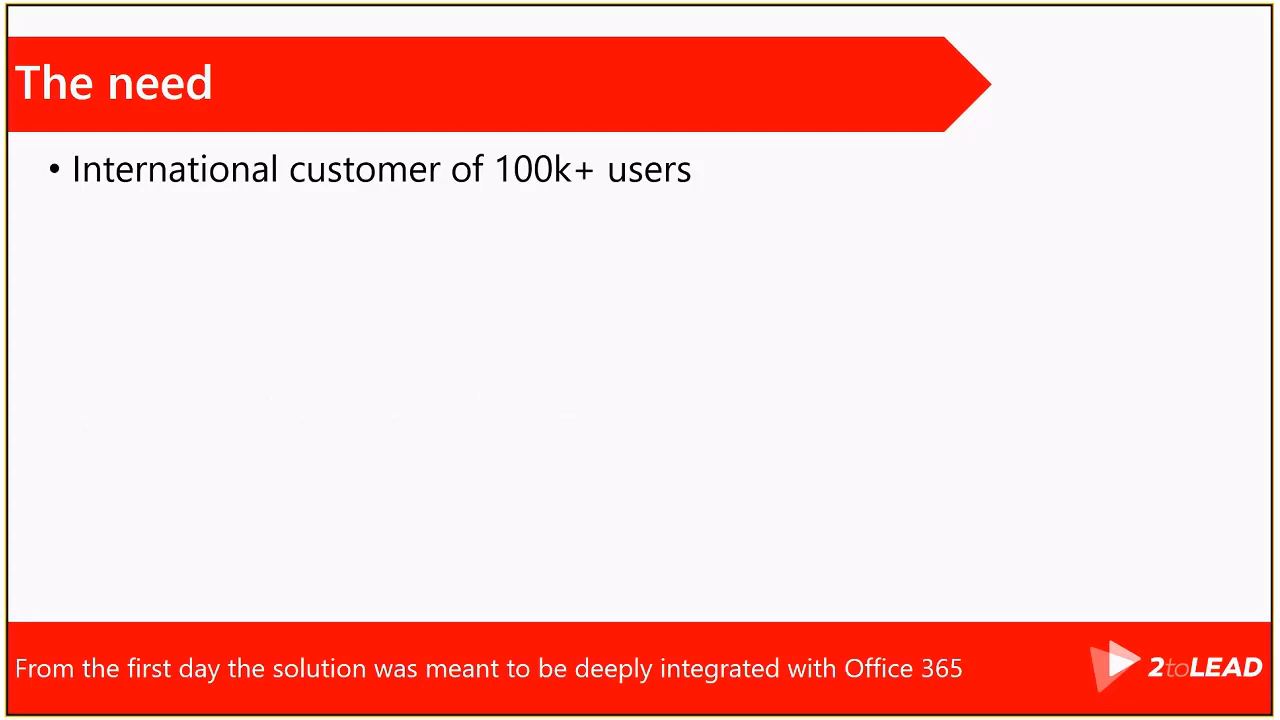 The need
• International customer of 100k+ users
From the first day the solution was meant to be deeply integrated with Office 365
2toLEAD